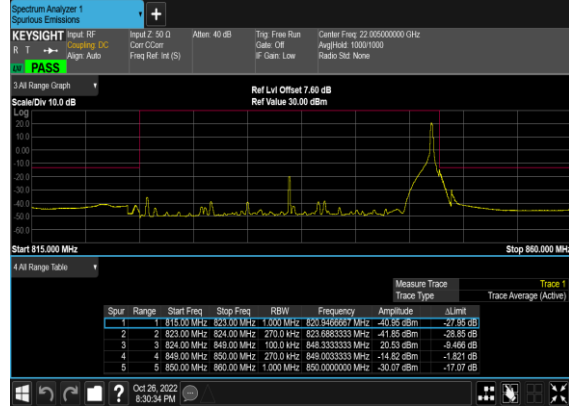 Spectrum Analyzer 1
Spurious Emissions
KEYSIGHT Input: RF Input Z: 50 Ω Atten: 40 dB Trig: Free Run Center Freq: 22.005000000 GHz
R T Coupling: DC Corr CCorr Gate: Off Avg|Hold: 1000/1000
Align: Auto Freq Ref: Int (S) IF Gain: Low Radio Std: None
LW PASS
3 All Range Graph
Ref Lvl Offset 7.60 dB
Scale/Div 10.0 dB Ref Value 30.00 dBm
Log
20.0
10.0
0.00
-10.0
-20.0
-30.0
-40.0
-50.0
-60.0
Start 815.000 MHz Stop 860.000 MHz
4 All Range Table
Measure Trace Trace 1
Trace Type Trace Average (Active)
Spur Range Start Freq Stop Freq RBW Frequency Amplitude ΔLimit
1 1 815.00 MHz 823.00 MHz 1.000 MHz 820.9466667 MHz -40.95 dBm -27.95 dB
2 2 823.00 MHz 824.00 MHz 270.0 kHz 823.6883333 MHz -41.85 dBm -28.85 dB
3 3 824.00 MHz 849.00 MHz 100.0 kHz 848.3333333 MHz 20.53 dBm -9.466 dB
4 4 849.00 MHz 850.00 MHz 270.0 kHz 849.0033333 MHz -14.82 dBm -1.821 dB
5 5 850.00 MHz 860.00 MHz 1.000 MHz 850.0000000 MHz -30.07 dBm -17.07 dB
Oct 26, 2022
8:30:34 PM